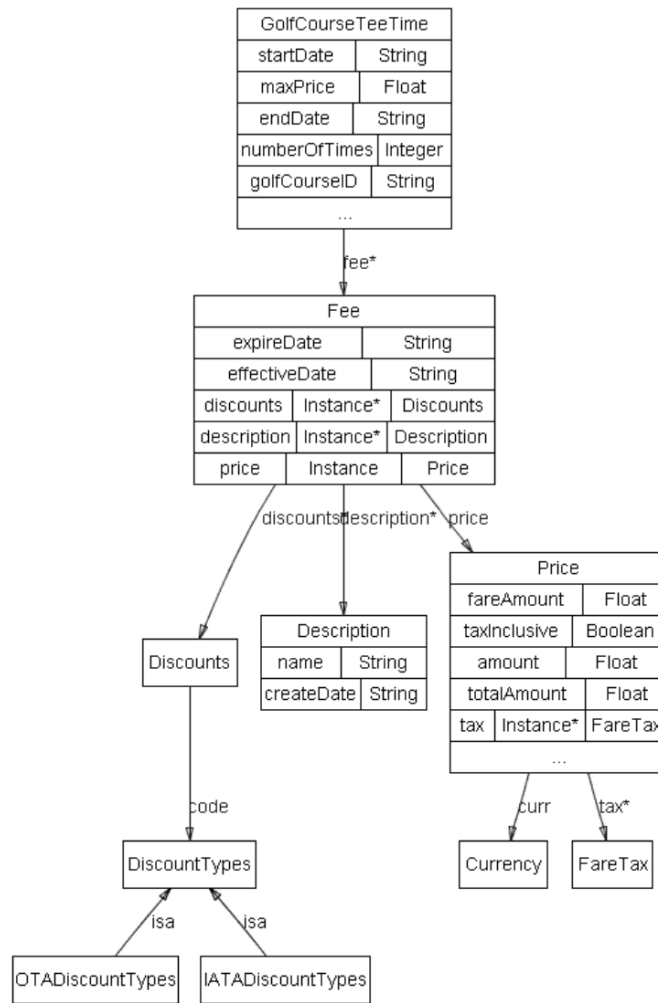 GolfCourseTeeTime
startDate String
maxPrice Float
endDate String
numberOfTimes Integer
golfCourseID String
...
fee*
Fee
expireDate String
effectiveDate String
discounts Instance* Discounts
description Instance* Description
price Instance Price
discounts* description* price
Price
fareAmount Float
taxInclusive Boolean
amount Float
totalAmount Float
tax Instance* FareTax
...
Discounts
Description
name String
createDate String
code
curr tax*
DiscountTypes
Currency FareTax
isa isa
OTADiscountTypes IATADiscountTypes